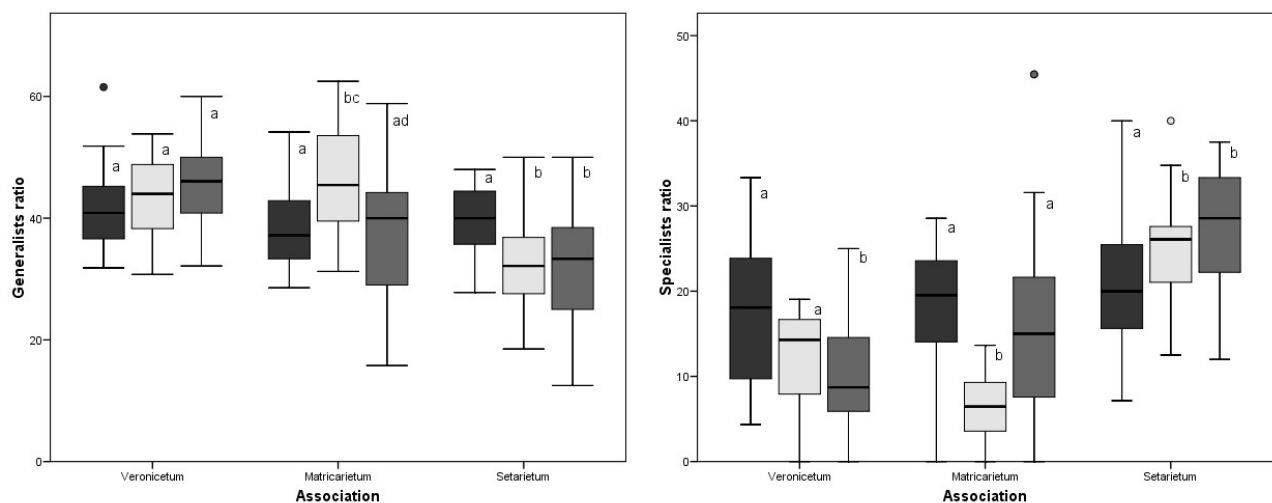 Generalists ratio
60
40
20
0
a
a
a
a
bc
ad
a
b
b
Veronicetum
Matricarietum
Setarietum
Association
Specialists ratio
50
40
30
20
10
0
a
a
b
a
b
a
a
b
b
Veronicetum
Matricarietum
Setarietum
Association